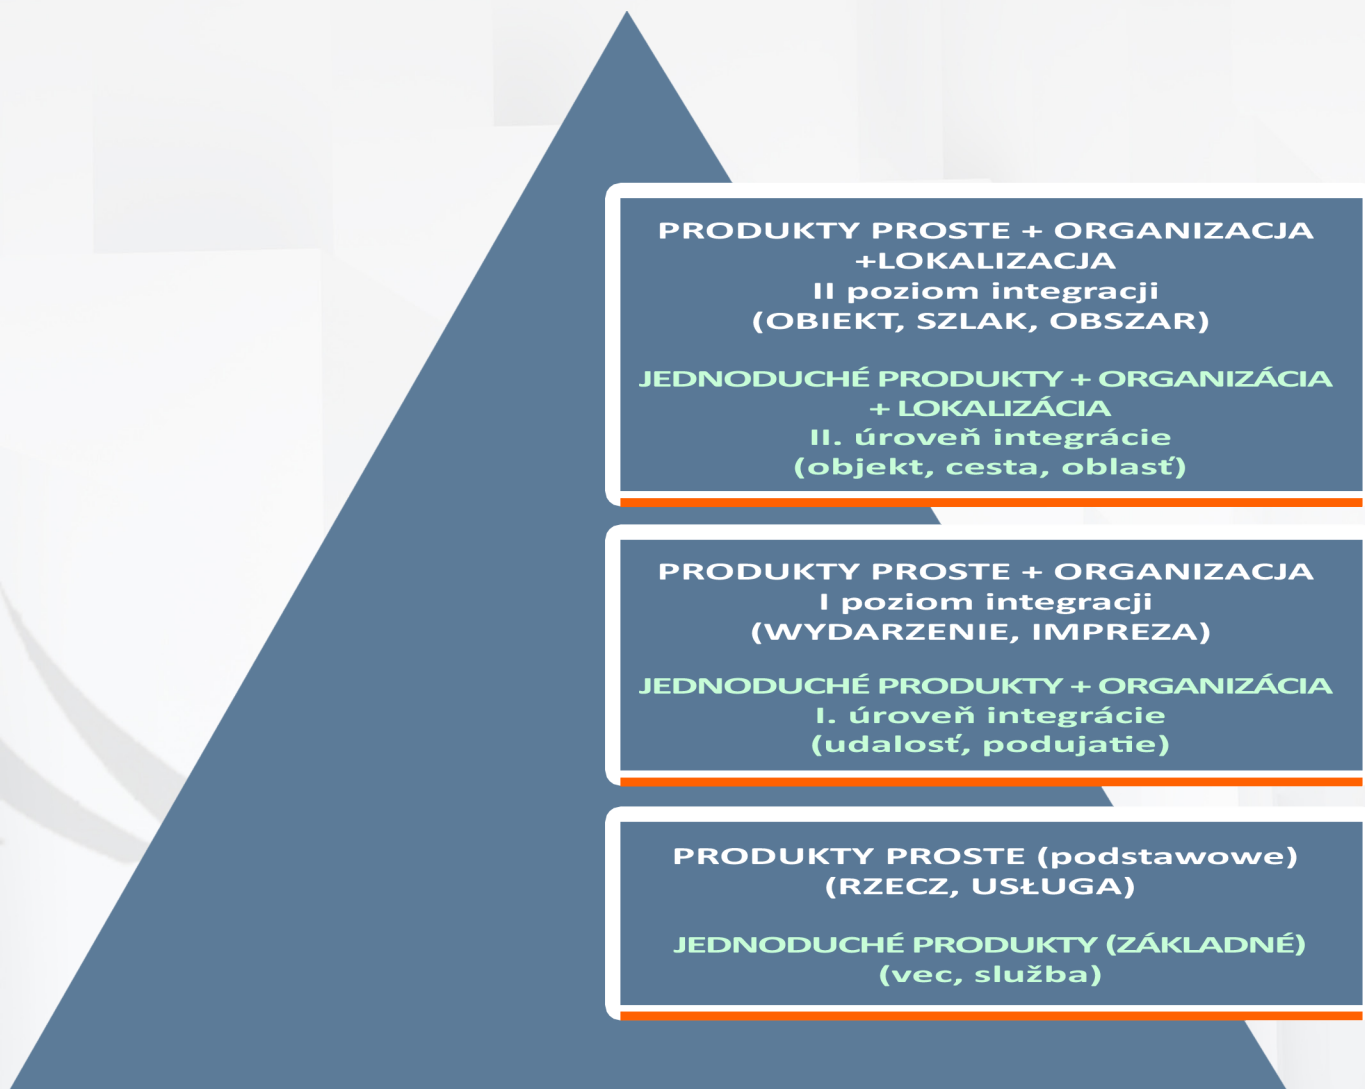 PRODUKTY PROSTE + ORGANIZACJA
+LOKALIZACJA
II poziom integracji
(OBIEKT, SZLAK, OBSZAR)
JEDNODUCHÉ PRODUKTY + ORGANIZÁCIA
+ LOKALIZÁCIA
II. úroveň integrácie
(objekt, cesta, oblasť)
PRODUKTY PROSTE + ORGANIZACJA
I poziom integracji
(WYDARZENIE, IMPREZA)
JEDNODUCHÉ PRODUKTY + ORGANIZÁCIA
I. úroveň integrácie
(udalosť, podujatie)
PRODUKTY PROSTE (podstawowe)
(RZECZ, USŁUGA)
JEDNODUCHÉ PRODUKTY (ZÁKLADNÉ)
(vec, služba)